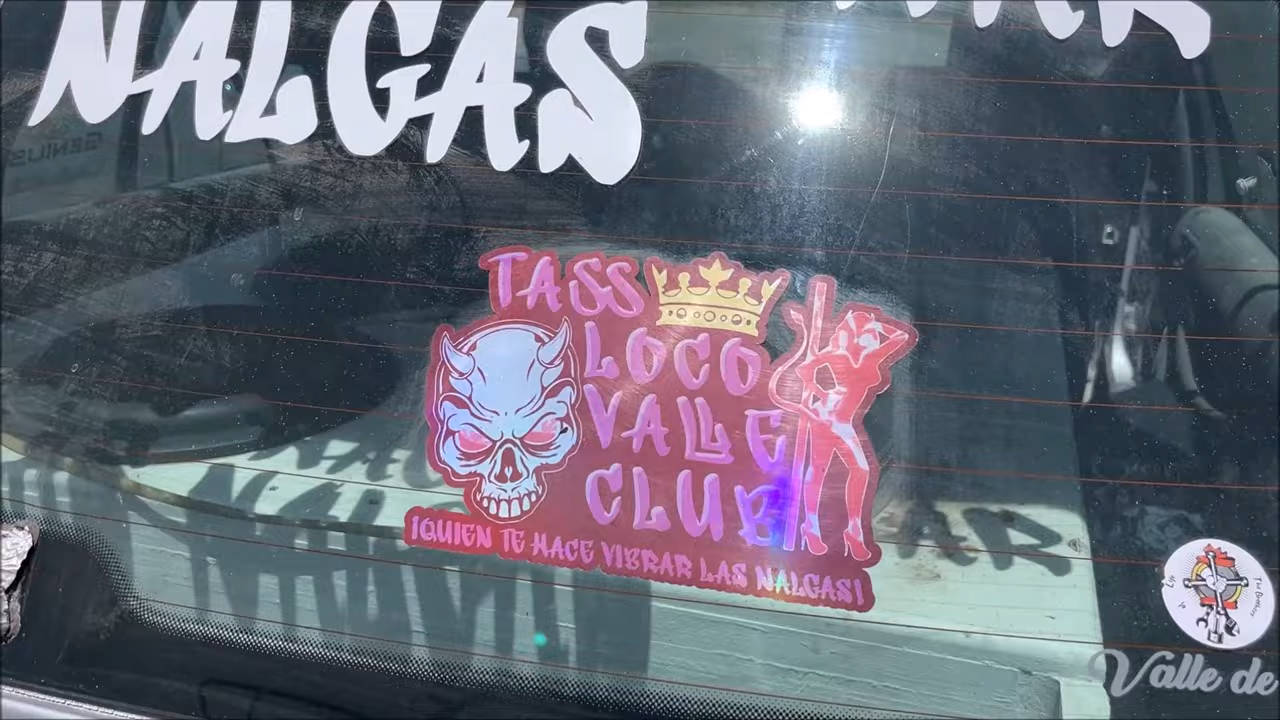 NALGAS
TASS
LOCO
VALLE
CLUB
¡QUIEN TE HACE VIBRAR LAS NALGAS!
Valle de